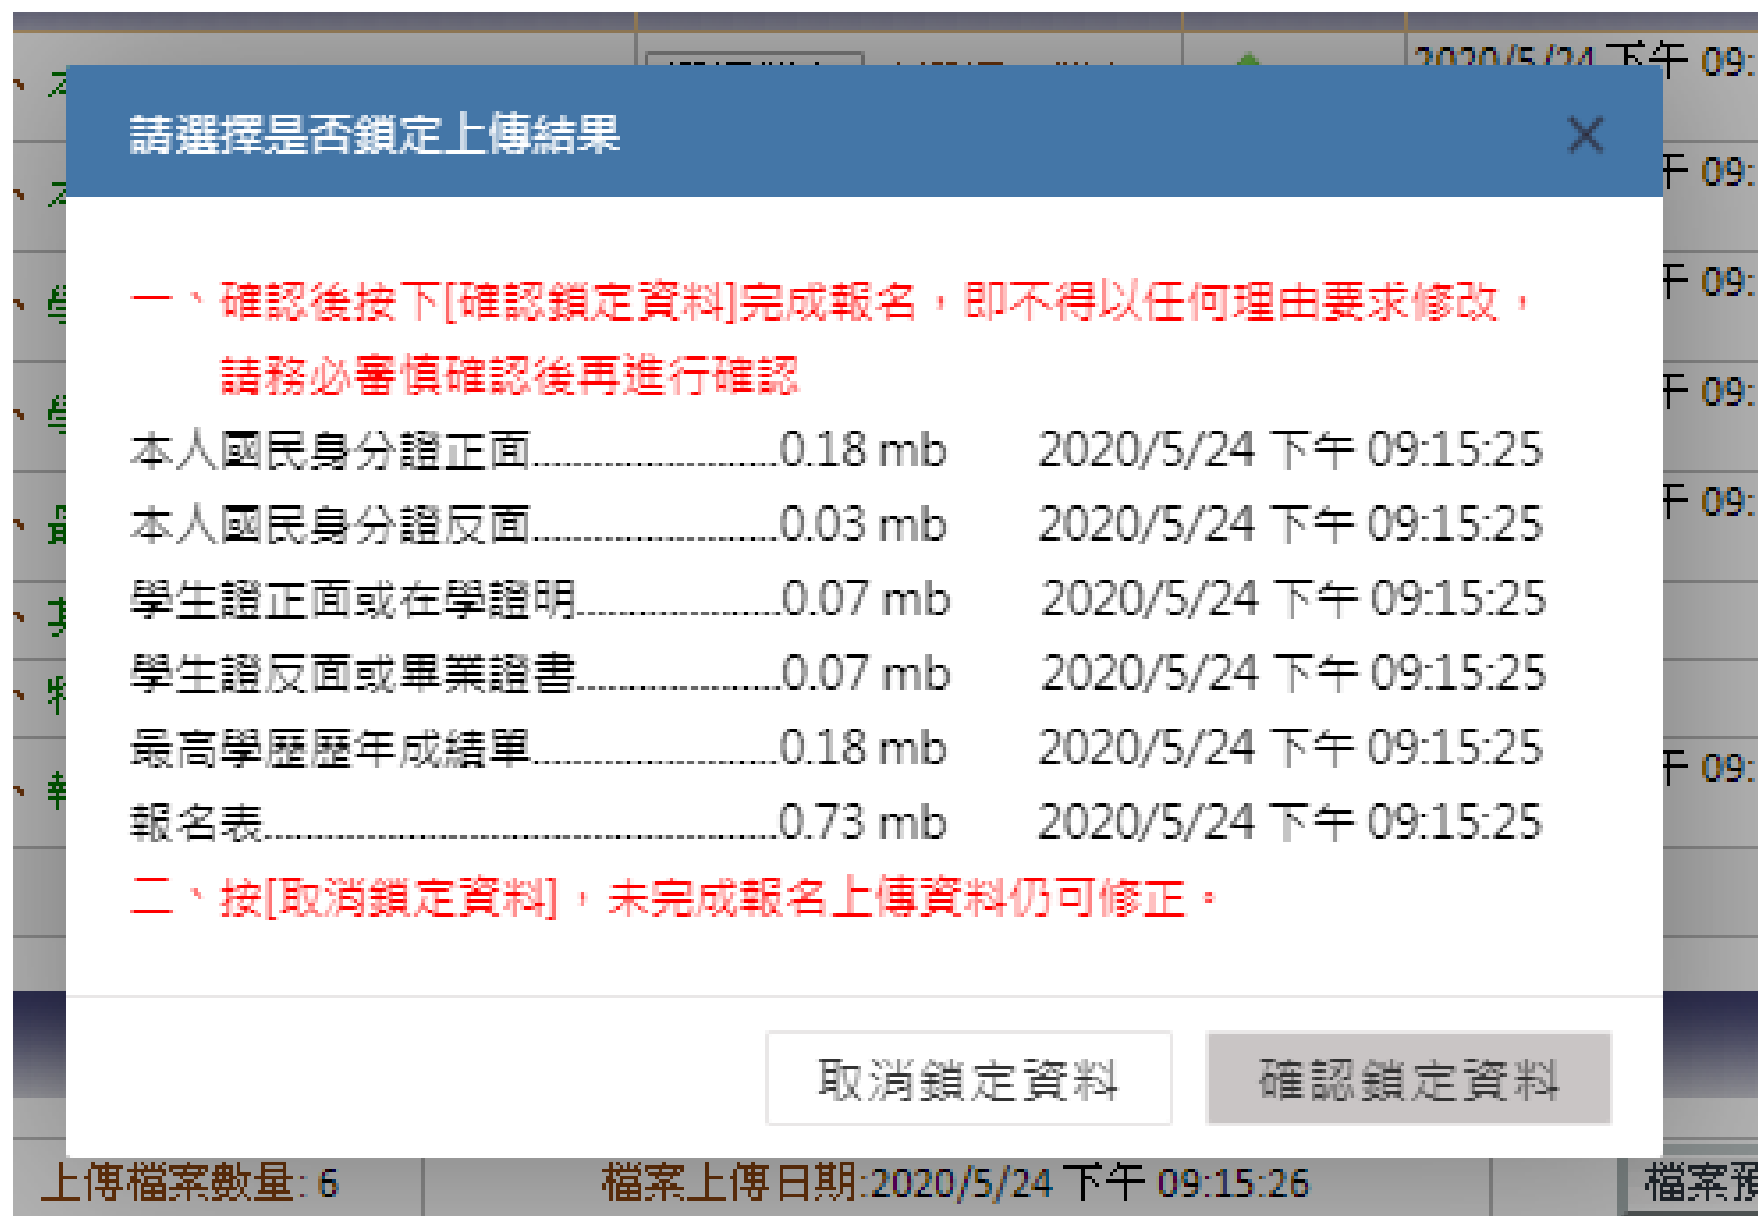 2020/5/24 下午 09:
請選擇是否鎖定上傳結果
一、確認後按下[確認鎖定資料]完成報名，即不得以任何理由要求修改，
請務必審慎確認後再進行確認
本人國民身分證正面..............................0.18 mb 2020/5/24 下午 09:15:25
本人國民身分證反面..............................0.03 mb 2020/5/24 下午 09:15:25
學生證正面或在學證明.........................0.07 mb 2020/5/24 下午 09:15:25
學生證反面或畢業證書.........................0.07 mb 2020/5/24 下午 09:15:25
最高學歷歷年成績單..............................0.18 mb 2020/5/24 下午 09:15:25
報名表...............................................................0.73 mb 2020/5/24 下午 09:15:25
二、按[取消鎖定資料]，未完成報名上傳資料仍可修正。
取消鎖定資料 確認鎖定資料
上傳檔案數量: 6 檔案上傳日期:2020/5/24 下午 09:15:26 檔案預